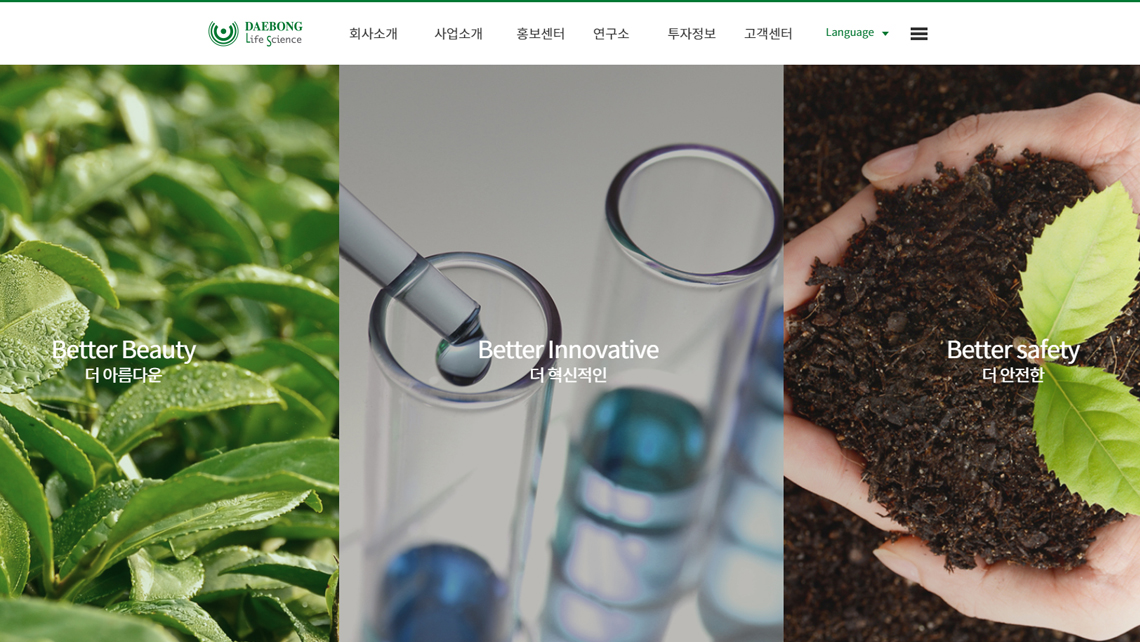 DAEBONG
Life Science
회사소개
사업소개
홍보센터
연구소
투자정보
고객센터
Language
Better Beauty
더 아름다운
Better Innovative
더 혁신적인
Better safety
더 안전한